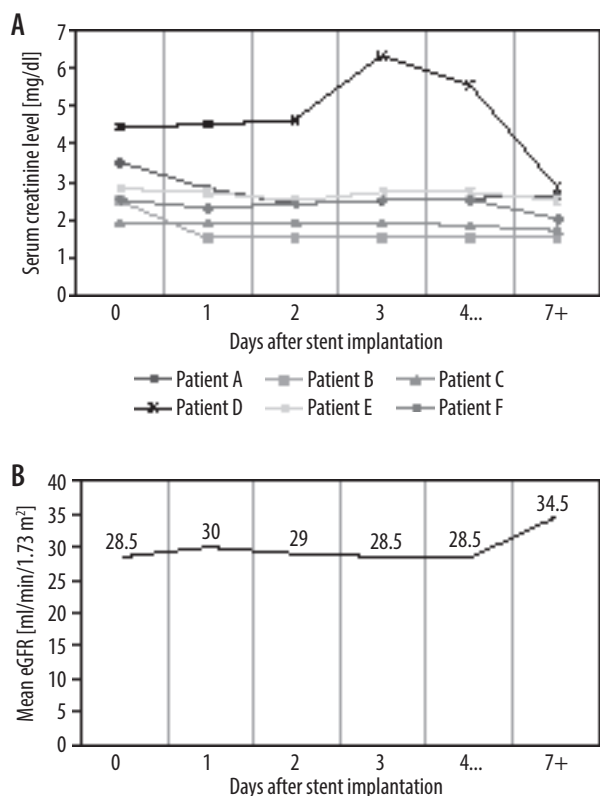 A
Serum creatinine level [mg/dl]
7
6
5
4
3
2
1
0
0 1 2 3 4... 7+
Days after stent implantation
Patient A Patient B Patient C
Patient D Patient E Patient F
B
Mean eGFR [ml/min/1.73 m²]
40
35
30
25
20
15
10
5
0
28.5 30 29 28.5 28.5 34.5
0 1 2 3 4... 7+
Days after stent implantation